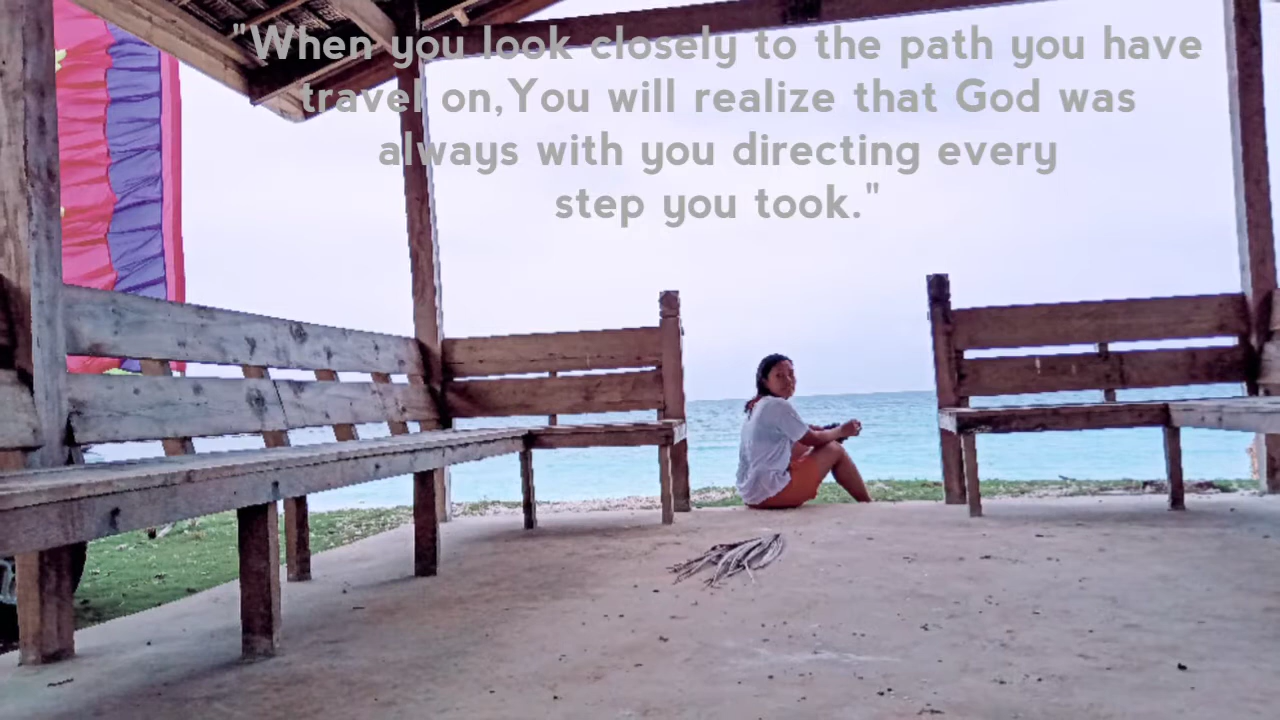 "When you look closely to the path you have
travel on,You will realize that God was
always with you directing every
step you took."